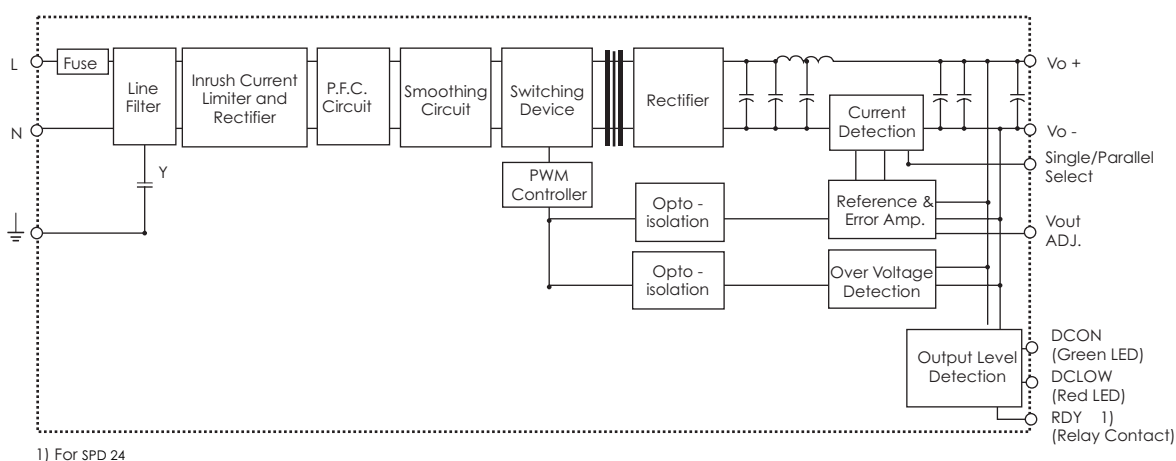 L
Fuse
Line
Filter
Inrush Current
Limiter and
Rectifier
P.F.C.
Circuit
Smoothing
Circuit
Switching
Device
Rectifier
Current
Detection
Vo +
N
Vo -
Y
PWM
Controller
Single/Parallel
Select
Opto -
isolation
Reference &
Error Amp.
Vout
ADJ.
Opto -
isolation
Over Voltage
Detection
Output Level
Detection
DCON
(Green LED)
DCLOW
(Red LED)
RDY 1)
(Relay Contact)
1) For SPD 24